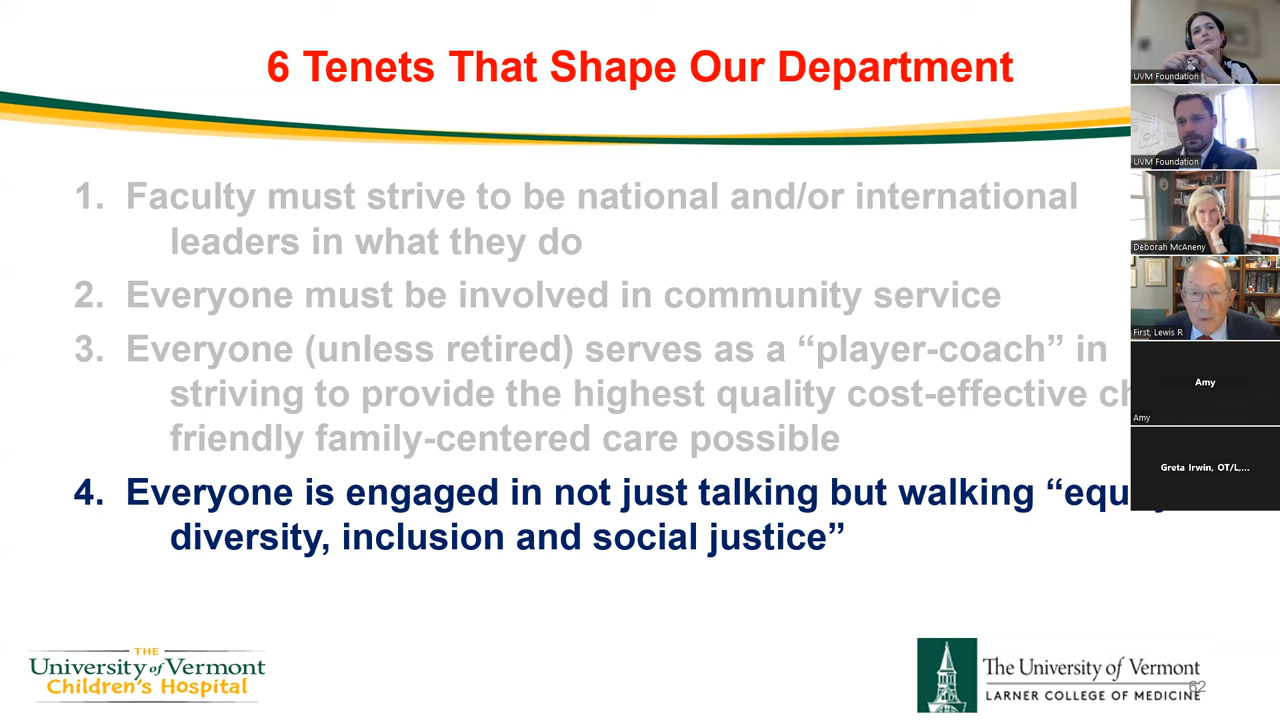 6 Tenets That Shape Our Department
1. Faculty must strive to be national and/or international
leaders in what they do
2. Everyone must be involved in community service
3. Everyone (unless retired) serves as a “player-coach” in
striving to provide the highest quality cost-effective
friendly family-centered care possible
4. Everyone is engaged in not just talking but walking
diversity, inclusion and social justice”
THE
University of Vermont
Children's Hospital
The University of Vermont
LARNER COLLEGE OF MEDICINE
62
UVM Foundation
UVM Foundation
Deborah McAneny
First, Lewis R
Amy
Amy
Greta Irwin, OT/L,...